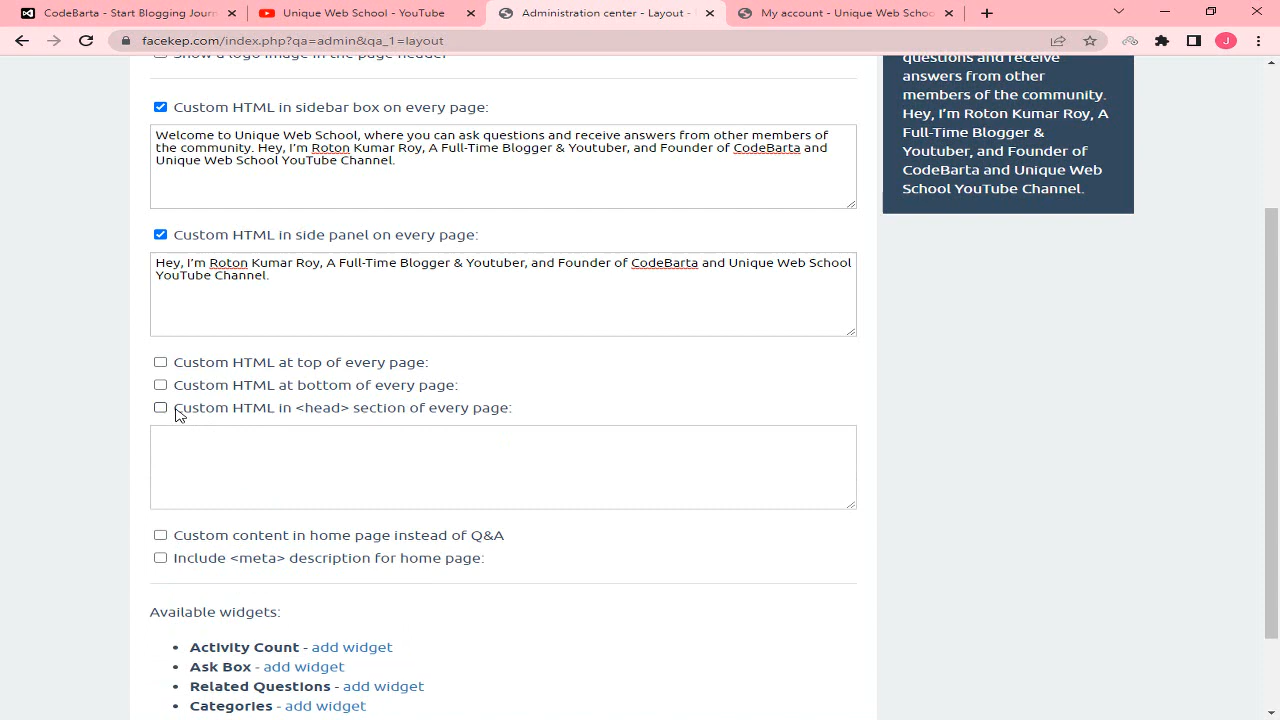 CodeBarta - Start Blogging Journ
Unique Web School - YouTube
Administration center - Layout -
My account - Unique Web Schoo
facekep.com/index.php?qa=admin&qa_1=layout
J
Show a logo image in the page header
Custom HTML in sidebar box on every page:
Welcome to Unique Web School, where you can ask questions and receive answers from other members of
the community. Hey, I'm Roton Kumar Roy, A Full-Time Blogger & Youtuber, and Founder of CodeBarta and
Unique Web School YouTube Channel.
Custom HTML in side panel on every page:
Hey, I'm Roton Kumar Roy, A Full-Time Blogger & Youtuber, and Founder of CodeBarta and Unique Web School
YouTube Channel.
Custom HTML at top of every page:
Custom HTML at bottom of every page:
Custom HTML in <head> section of every page:
Custom content in home page instead of Q&A
Include <meta> description for home page:
Available widgets:
• Activity Count - add widget
• Ask Box - add widget
• Related Questions - add widget
• Categories - add widget
questions and receive
answers from other
members of the community.
Hey, I'm Roton Kumar Roy, A
Full-Time Blogger &
Youtuber, and Founder of
CodeBarta and Unique Web
School YouTube Channel.